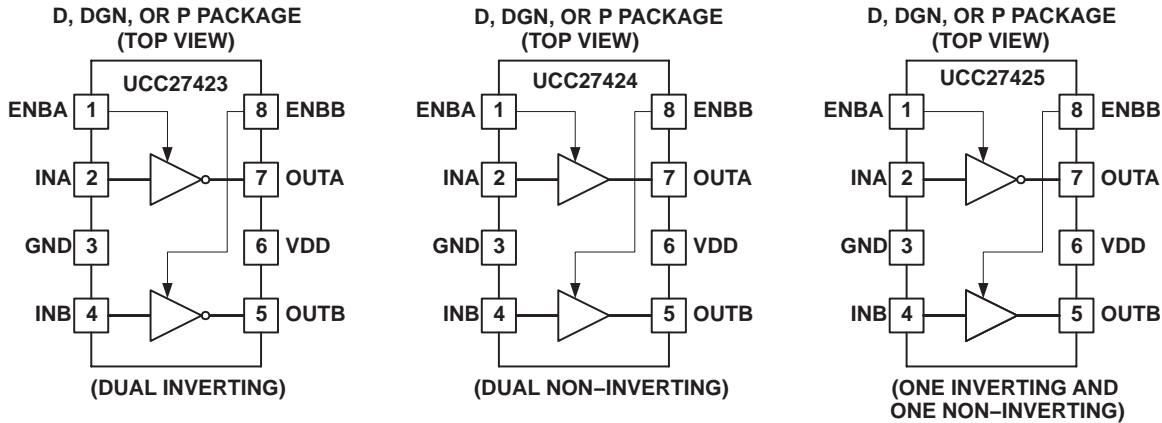 D, DGN, OR P PACKAGE
(TOP VIEW)
UCC27423
ENBA 1 8 ENBB
INA 2 7 OUTA
GND 3 6 VDD
INB 4 5 OUTB
(DUAL INVERTING)
D, DGN, OR P PACKAGE
(TOP VIEW)
UCC27424
ENBA 1 8 ENBB
INA 2 7 OUTA
GND 3 6 VDD
INB 4 5 OUTB
(DUAL NON–INVERTING)
D, DGN, OR P PACKAGE
(TOP VIEW)
UCC27425
ENBA 1 8 ENBB
INA 2 7 OUTA
GND 3 6 VDD
INB 4 5 OUTB
(ONE INVERTING AND
ONE NON–INVERTING)